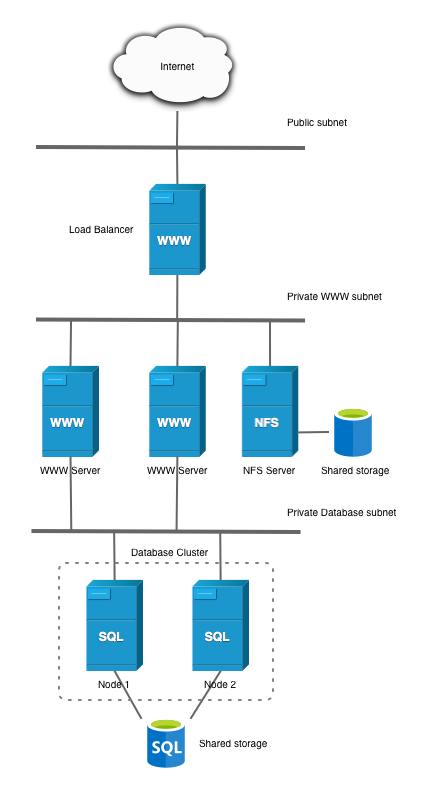 Internet
Public subnet
Load Balancer
WWW
Private WWW subnet
WWW
WWW
NFS
WWW Server
WWW Server
NFS Server
Shared storage
Private Database subnet
Database Cluster
SQL
SQL
Node 1
Node 2
SQL
Shared storage